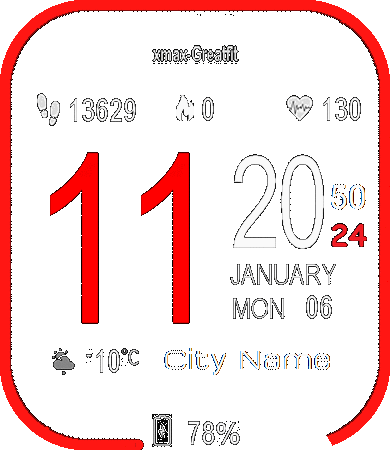 xmax-Greatfit
13629 0 130
11 20 50
24
JANUARY
MON 06
10°C City Name
78%